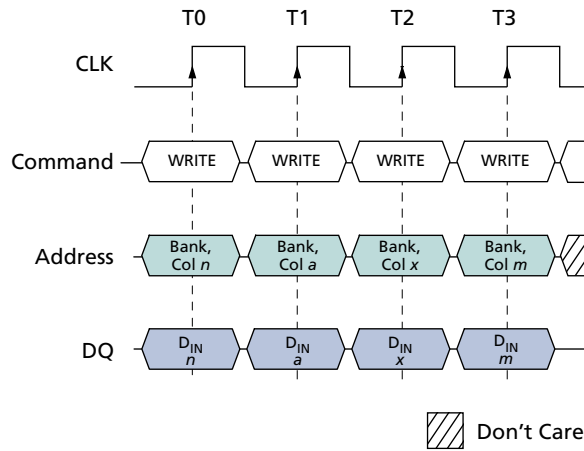 T0 T1 T2 T3
CLK
Command WRITE WRITE WRITE WRITE
Address Bank, Col n Bank, Col a Bank, Col x Bank, Col m
DQ DIN n DIN a DIN x DIN m
Don't Care